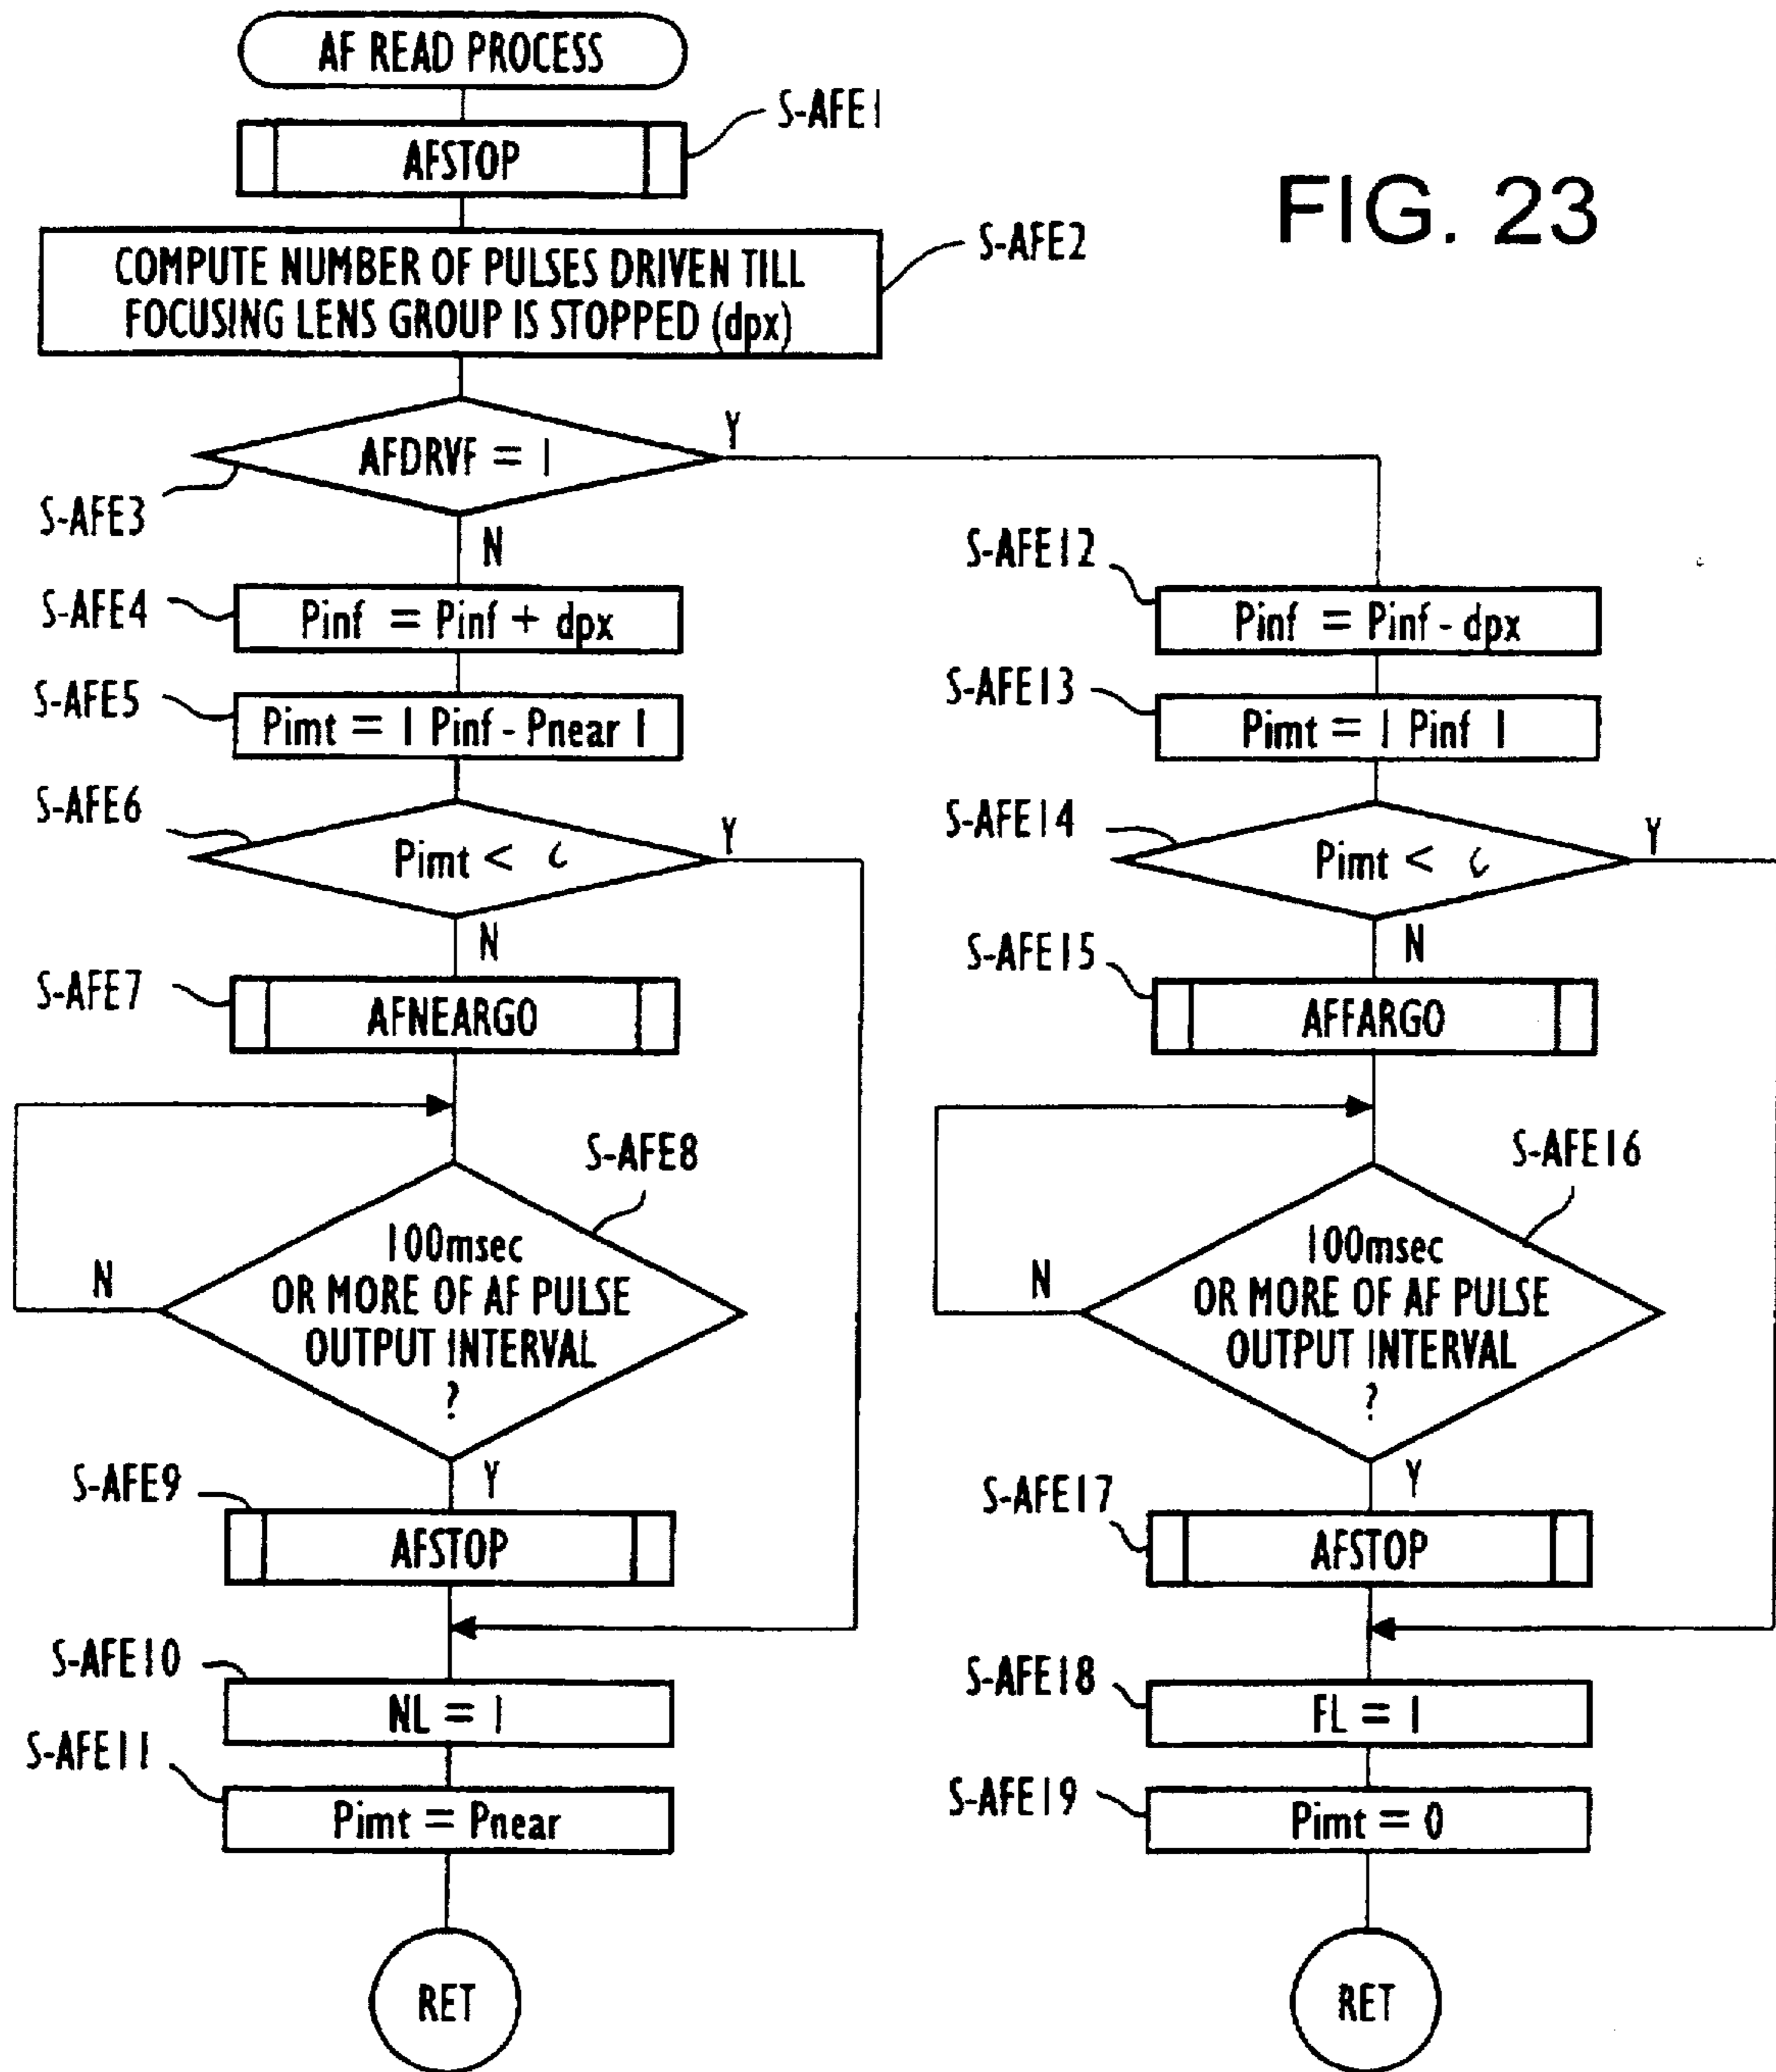 AF READ PROCESS
S-AFE1
AFSTOP
FIG. 23
S-AFE2
COMPUTE NUMBER OF PULSES DRIVEN TILL
FOCUSING LENS GROUP IS STOPPED (dpx)
AFDRVF = 1
Y
S-AFE3
N
S-AFE4
Pinf = Pinf + dpx
S-AFE5
Pimt = | Pinf - Pnear |
S-AFE6
Pimt <
Y
N
S-AFE7
AFNEARGO
S-AFE8
100msec
OR MORE OF AF PULSE
OUTPUT INTERVAL
?
N
Y
S-AFE9
AFSTOP
S-AFE10
NL = 1
S-AFE11
Pimt = Pnear
RET
S-AFE12
Pinf = Pinf - dpx
S-AFE13
Pimt = | Pinf |
S-AFE14
Pimt <
Y
N
S-AFE15
AFFARGO
S-AFE16
100msec
OR MORE OF AF PULSE
OUTPUT INTERVAL
?
N
Y
S-AFE17
AFSTOP
S-AFE18
FL = 1
S-AFE19
Pimt = 0
RET